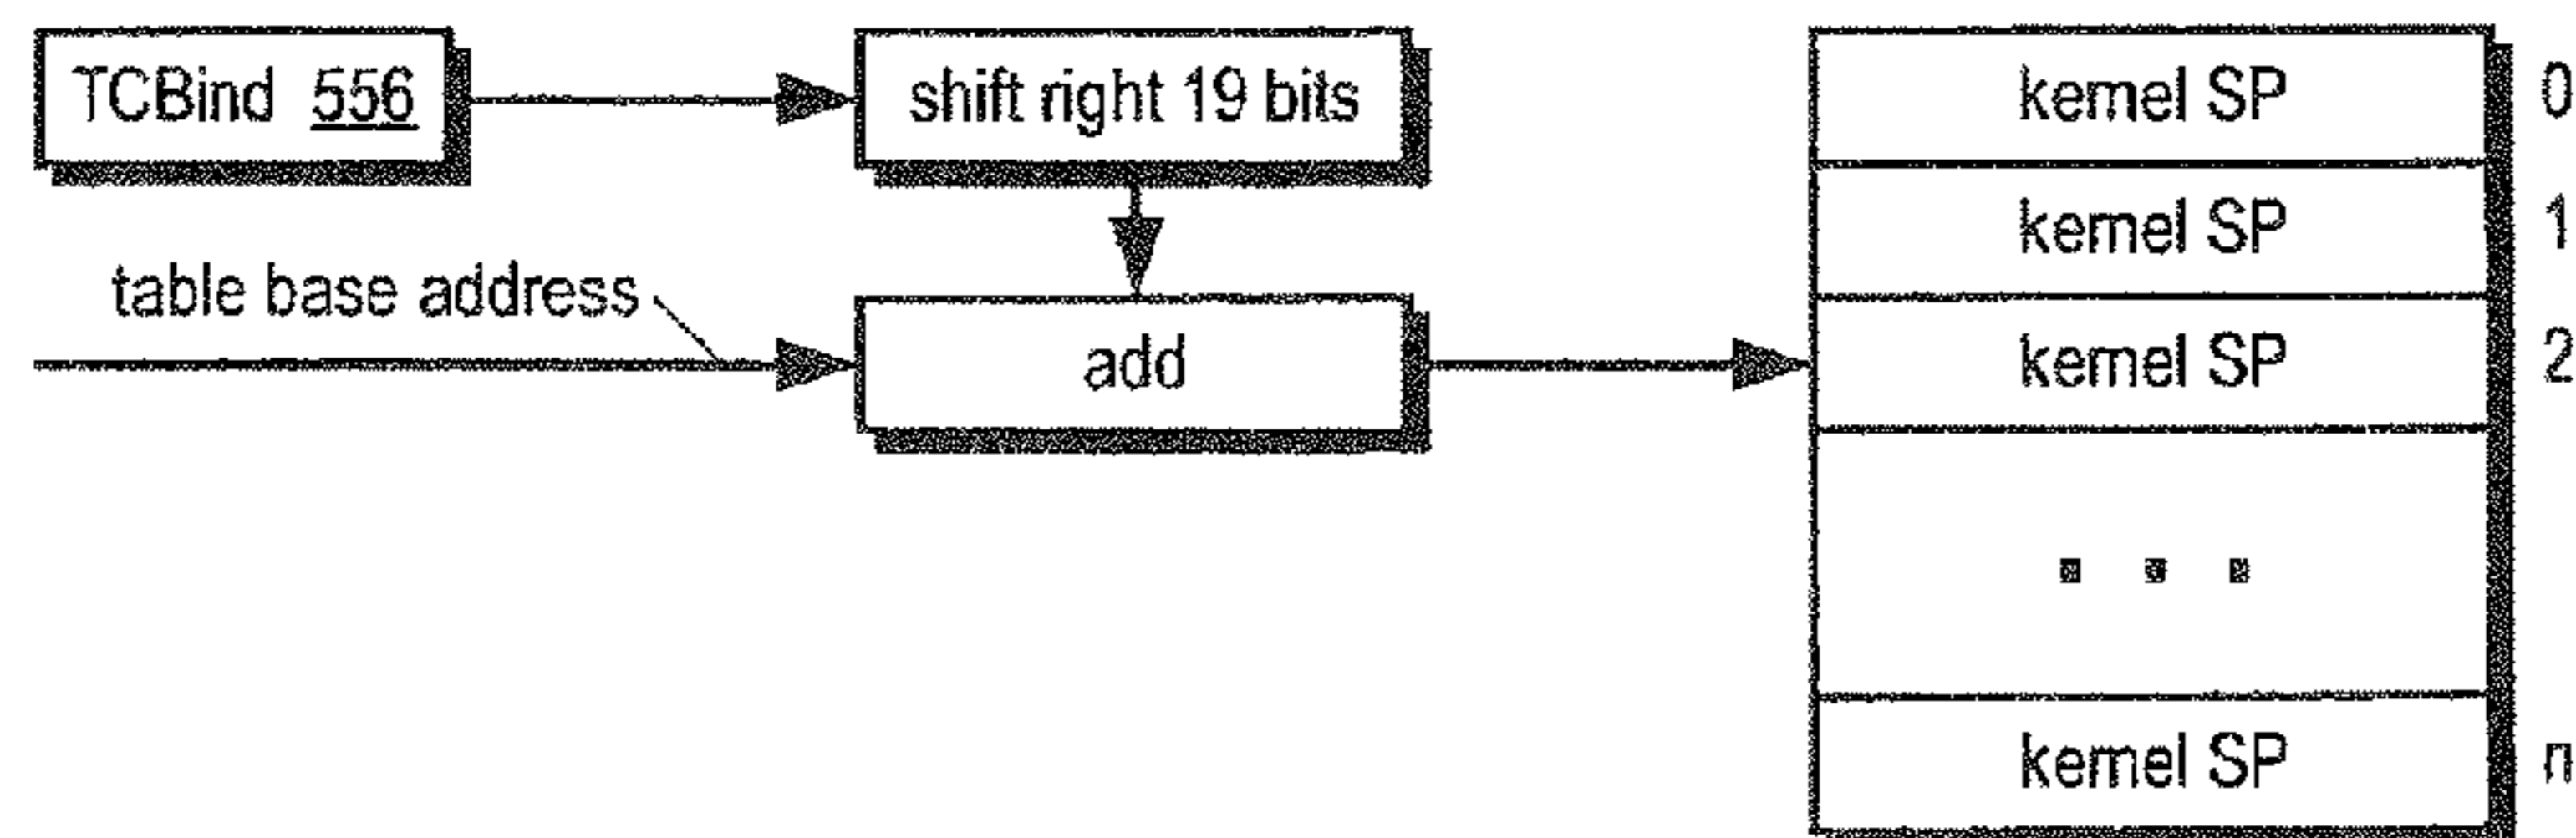 TCBind 556
shift right 19 bits
kernel SP 0
kernel SP 1
table base address
add
kernel SP 2
kernel SP n